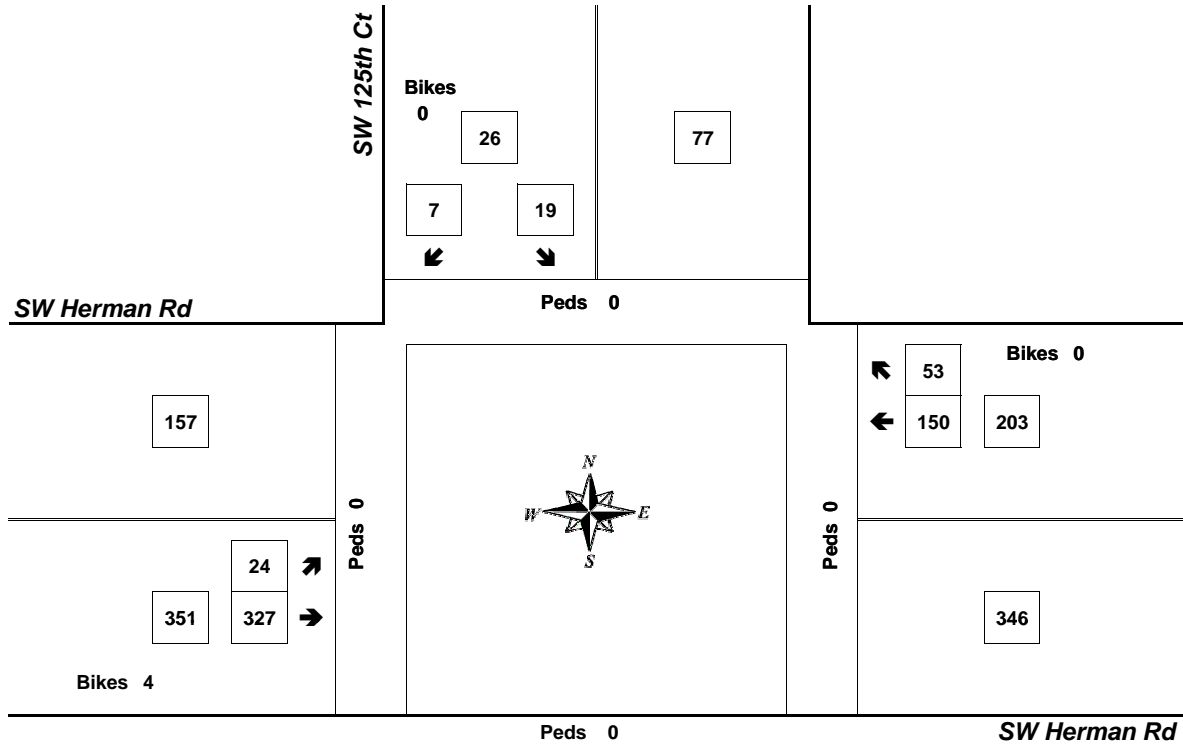 SW 125th Ct
Bikes
0
26
77
7
19
Peds 0
SW Herman Rd
Bikes 0
53
157
150
203
N
W
E
S
Peds 0
Peds 0
24
351
327
346
Bikes 4
Peds 0
SW Herman Rd